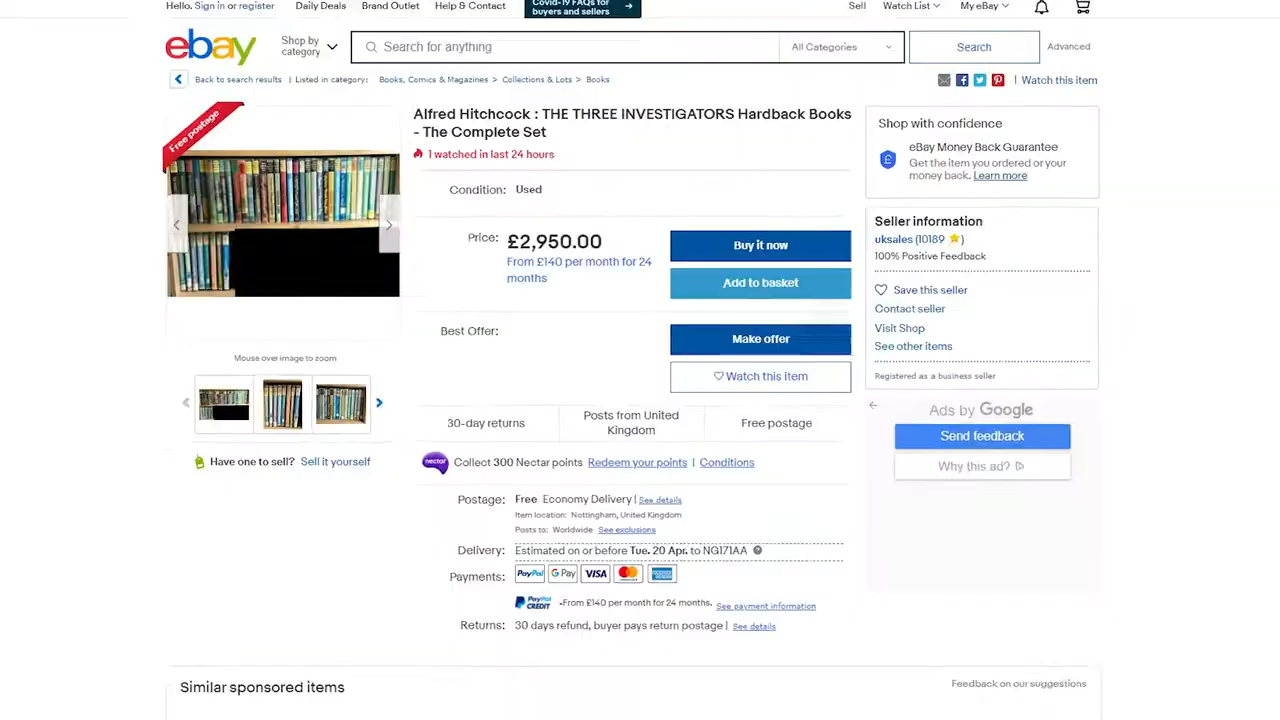 Hello. Sign in or register
Daily Deals
Brand Outlet
Help & Contact
Covid-19 FAQs for
buyers and sellers
Sell
Watch List
My eBay
ebay
Shop by
category
Search for anything
All Categories
Search
Advanced
Back to search results | Listed in category: Books, Comics & Magazines > Collections & Lots > Books
| Watch this item
Free postage
Alfred Hitchcock : THE THREE INVESTIGATORS Hardback Books
- The Complete Set
1 watched in last 24 hours
Condition: Used
Price: £2,950.00
From £140 per month for 24
months
Buy it now
Add to basket
Best Offer:
Make offer
Watch this item
Mouse over image to zoom
Have one to sell? Sell it yourself
30-day returns
Posts from United
Kingdom
Free postage
nectar
Collect 300 Nectar points Redeem your points | Conditions
Postage: Free Economy Delivery | See details
Item location: Nottingham, United Kingdom
Posts to: Worldwide See exclusions
Delivery: Estimated on or before Tue. 20 Apr. to NG171AA
Payments: PayPal G Pay VISA
PayPal
CREDIT
-From £140 per month for 24 months. See payment information
Returns: 30 days refund, buyer pays return postage | See details
Shop with confidence
eBay Money Back Guarantee
Get the item you ordered or your
money back. Learn more
Seller information
uksales (10189 )
100% Positive Feedback
Save this seller
Contact seller
Visit Shop
See other items
Registered as a business seller
Ads by Google
Send feedback
Why this ad?
Similar sponsored items
Feedback on our suggestions